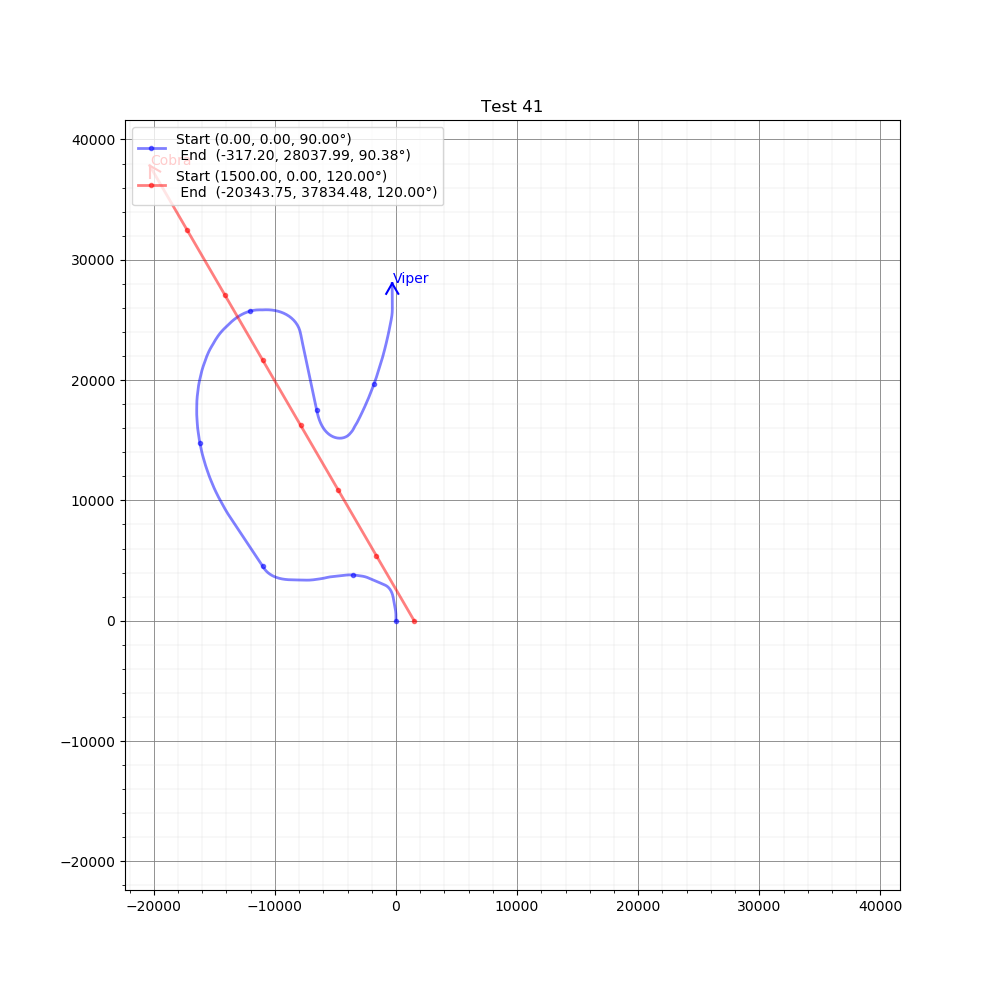 Test 41
40000
30000
20000
10000
0
−10000
−20000
Start (0.00, 0.00, 90.00°)
End  (-317.20, 28037.99, 90.38°)
Start (1500.00, 0.00, 120.00°)
End  (-20343.75, 37834.48, 120.00°)
Cobra
Viper
−20000 −10000 0 10000 20000 30000 40000